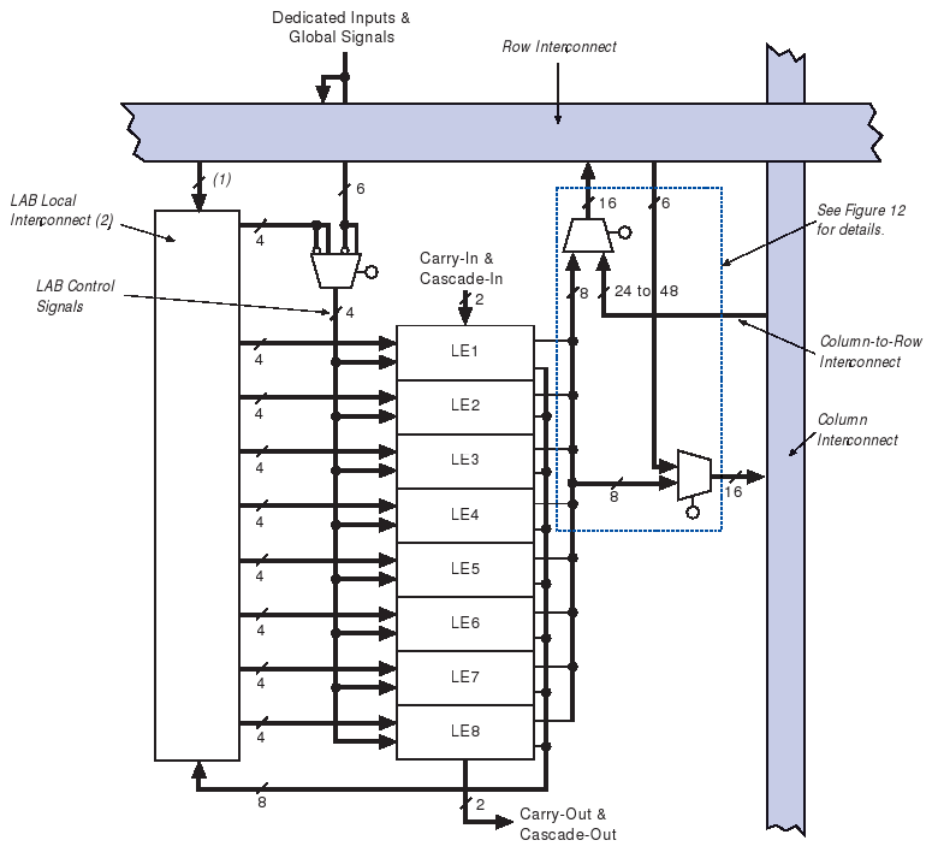 Dedicated Inputs &
Global Signals
Row Interconnect
(1)
6
16
6
LAB Local
Interconnect (2)
4
See Figure 12
for details.
Carry-In &
Cascade-In
LAB Control
Signals
4
2
8
24 to 48
4
LE1
Column-to-Row
Interconnect
4
LE2
Column
Interconnect
4
LE3
8
16
4
LE4
4
LE5
4
LE6
4
LE7
4
LE8
8
2
Carry-Out &
Cascade-Out